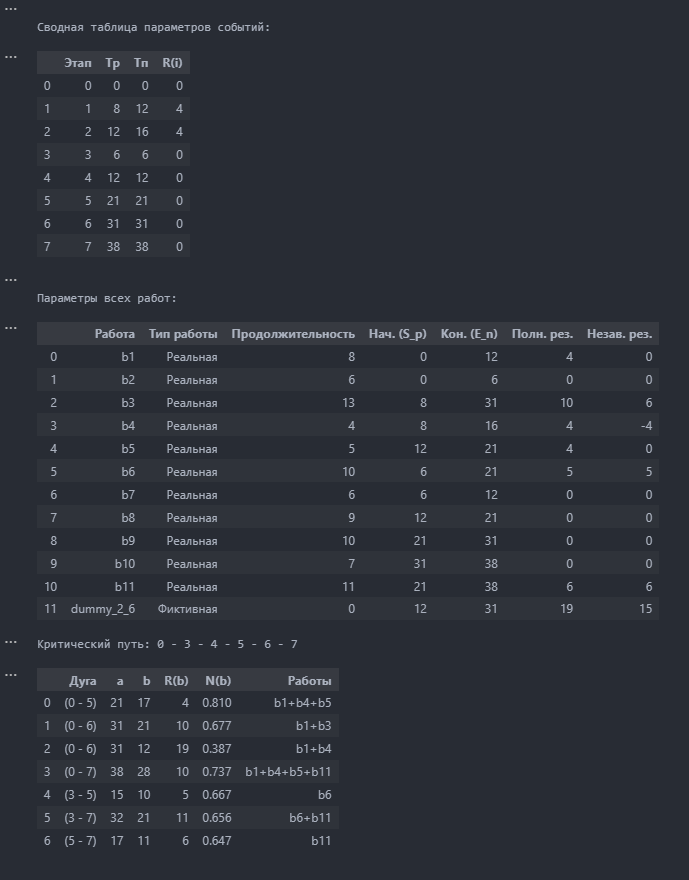 ...
Сводная таблица параметров событий:
...
Этап Тр Тп R(i)
0 0 0 0 0
1 1 8 12 4
2 2 12 16 4
3 3 6 6 0
4 4 12 12 0
5 5 21 21 0
6 6 31 31 0
7 7 38 38 0
...
Параметры всех работ:
...
Работа Тип работы Продолжительность Нач. (S_p) Кон. (E_n) Полн. рез. Незав. рез.
0 b1 Реальная 8 0 12 4 0
1 b2 Реальная 6 0 6 0 0
2 b3 Реальная 13 8 31 10 6
3 b4 Реальная 4 8 16 4 -4
4 b5 Реальная 5 12 21 4 0
5 b6 Реальная 10 6 21 5 5
6 b7 Реальная 6 6 12 0 0
7 b8 Реальная 9 12 21 0 0
8 b9 Реальная 10 21 31 0 0
9 b10 Реальная 7 31 38 0 0
10 b11 Реальная 11 21 38 6 6
11 dummy_2_6 Фиктивная 0 12 31 19 15
...
Критический путь: 0 - 3 - 4 - 5 - 6 - 7
...
Дуга a b R(b) N(b) Работы
0 (0 - 5) 21 17 4 0.810 b1+b4+b5
1 (0 - 6) 31 21 10 0.677 b1+b3
2 (0 - 6) 31 12 19 0.387 b1+b4
3 (0 - 7) 38 28 10 0.737 b1+b4+b5+b11
4 (3 - 5) 15 10 5 0.667 b6
5 (3 - 7) 32 21 11 0.656 b6+b11
6 (5 - 7) 17 11 6 0.647 b11